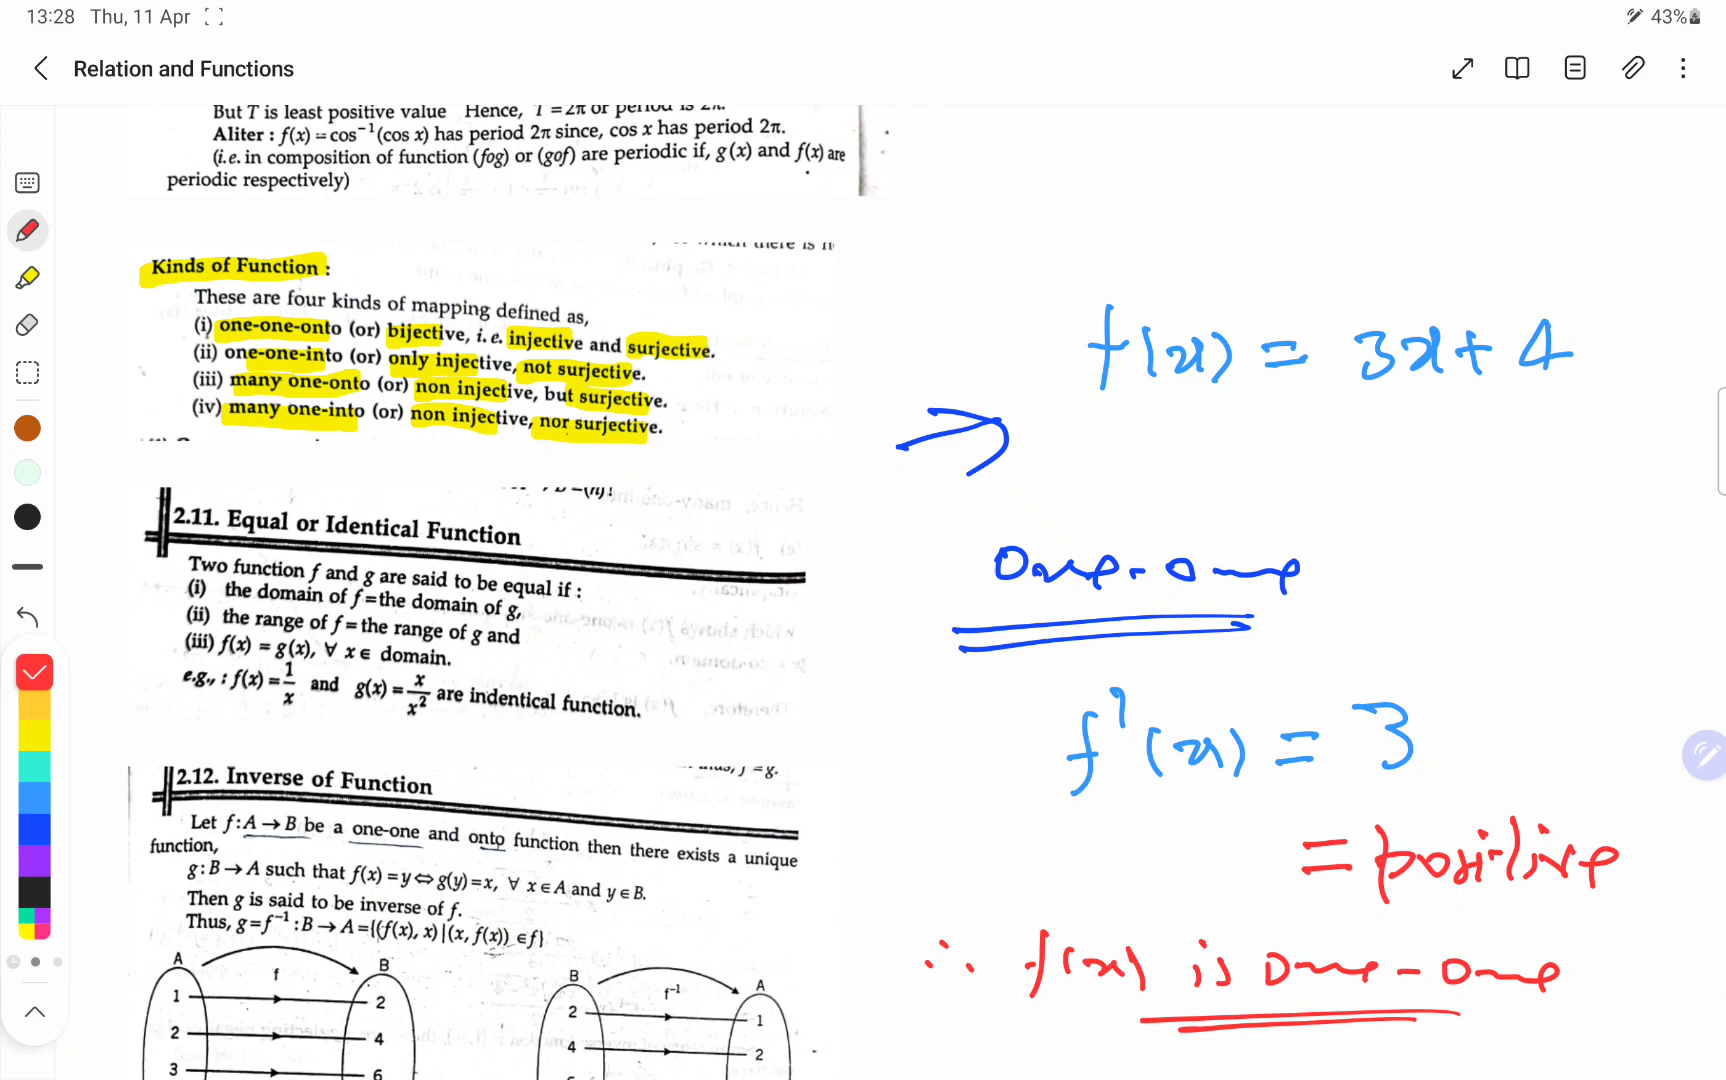 13:28 Thu, 11 Apr
43%
Relation and Functions
But T is least positive value Hence, T = 2π or period is 2π.
Aliter : f(x) = cos⁻¹(cos x) has period 2π since, cos x has period 2π.
(i.e. in composition of function (fog) or (gof) are periodic if, g(x) and f(x) are
periodic respectively)
Kinds of Function :
These are four kinds of mapping defined as,
(i) one-one-onto (or) bijective, i.e. injective and surjective.
(ii) one-one-into (or) only injective, not surjective.
(iii) many one-onto (or) non injective, but surjective.
(iv) many one-into (or) non injective, nor surjective.
2.11. Equal or Identical Function
Two function f and g are said to be equal if :
(i) the domain of f = the domain of g,
(ii) the range of f = the range of g and
(iii) f(x) = g(x), ∀ x ∈ domain.
e.g., : f(x) = 1/x and g(x) = x/x² are indentical function.
2.12. Inverse of Function
Let f : A → B be a one-one and onto function then there exists a unique
function,
g : B → A such that f(x) = y ⇔ g(y) = x, ∀ x ∈ A and y ∈ B.
Then g is said to be inverse of f.
Thus, g = f⁻¹ : B → A = {(f(x), x) | (x, f(x)) ∈ f}
A f B
1 2
2 4
3 6
B f⁻¹ A
2 1
4 2
f(x) = 3x + 4
One-One
f'(x) = 3
= positive
∴ f(x) is One-One